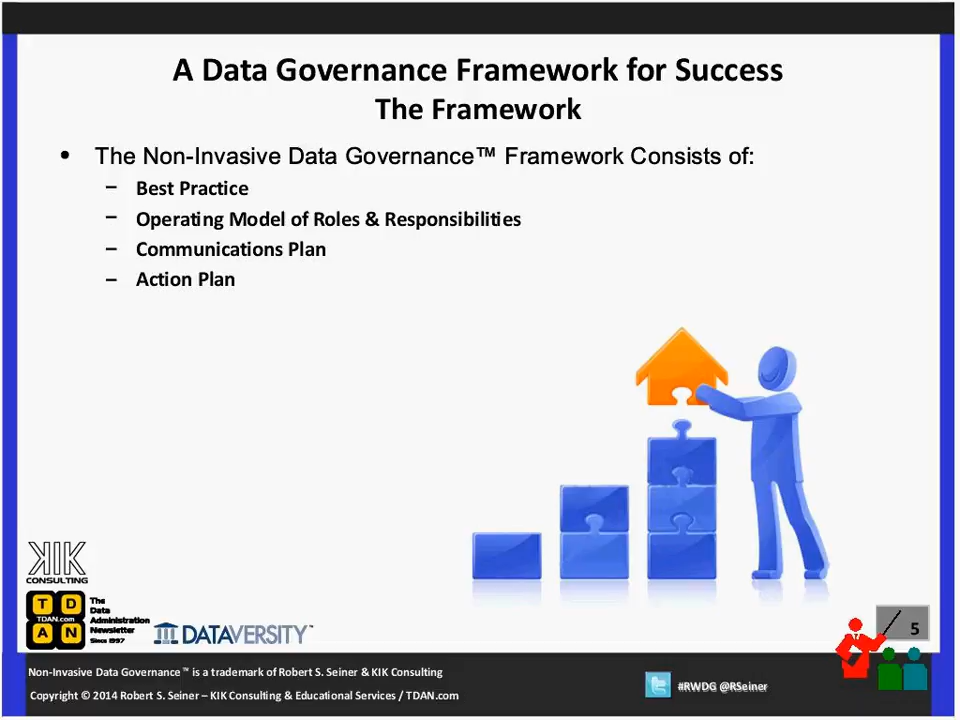 A Data Governance Framework for Success
The Framework
• The Non-Invasive Data Governance™ Framework Consists of:
– Best Practice
– Operating Model of Roles & Responsibilities
– Communications Plan
– Action Plan
KIK
CONSULTING
T D
TDAN.com
A N
The
Data
Administration
Newsletter
Since 1997
DATAVERSITY™
5
Non-Invasive Data Governance™ is a trademark of Robert S. Seiner & KIK Consulting
Copyright © 2014 Robert S. Seiner – KIK Consulting & Educational Services / TDAN.com
#RWDG @RSeiner